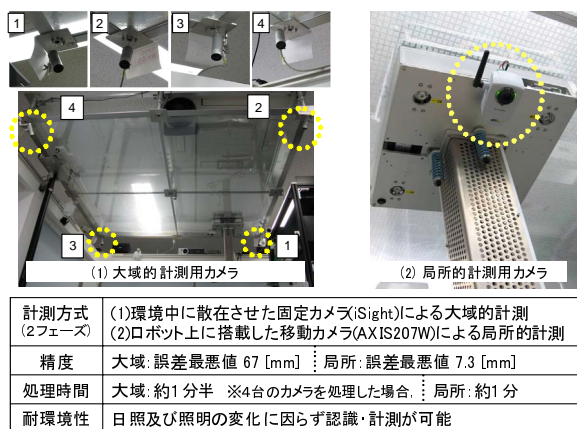 1
2
3
4
4
2
3
1
(1) 大域的計測用カメラ
(2) 局所的計測用カメラ
計測方式
(2フェーズ)
(1)環境中に散在させた固定カメラ(iSight)による大域的計測
(2)ロボット上に搭載した移動カメラ(AXIS207W)による局所的計測
精度
大域:誤差最悪値 67 [mm]
局所:誤差最悪値 7.3 [mm]
処理時間
大域:約1分半 ※4台のカメラを処理した場合,
局所:約1分
耐環境性
日照及び照明の変化に因らず認識・計測が可能